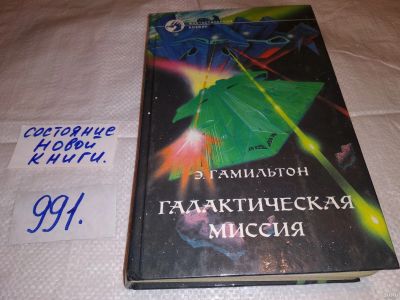 СОСТОЯНИЕ
НОВОЙ
КНИГИ.
991.
Э. ГАМИЛЬТОН
ГАЛАКТИЧЕСКАЯ
МИССИЯ